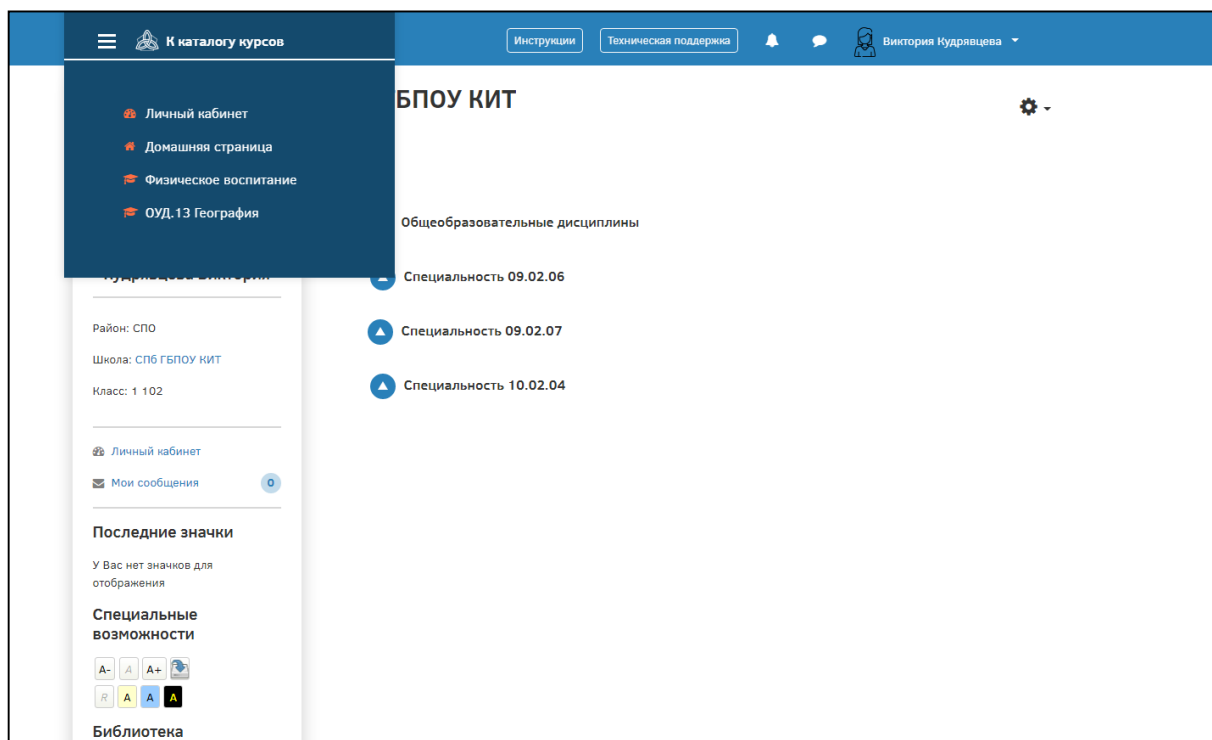 К каталогу курсов
Инструкции
Техническая поддержка
Виктория Кудрявцева
БПОУ КИТ
Личный кабинет
Домашняя страница
Физическое воспитание
ОУД.13 География
Общеобразовательные дисциплины
Специальность 09.02.06
Специальность 09.02.07
Специальность 10.02.04
Кудрявцева Виктория
Район: СПО
Школа: СПб ГБПОУ КИТ
Класс: 1 102
Личный кабинет
Мои сообщения 0
Последние значки
У Вас нет значков для
отображения
Специальные
возможности
A- A A+
R A A A
Библиотека